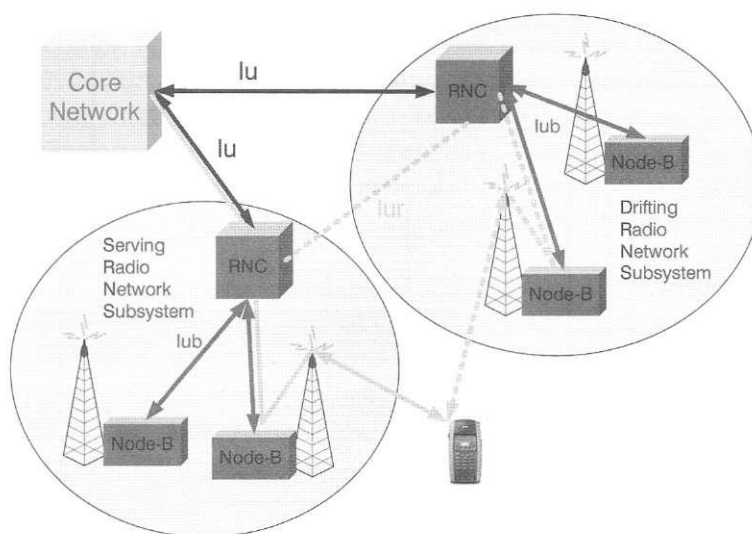 Core
Network
Iu
Iu
RNC
Iub
Node-B
Node-B
Drifting
Radio
Network
Subsystem
Iur
Serving
Radio
Network
Subsystem
RNC
Iub
Node-B
Node-B